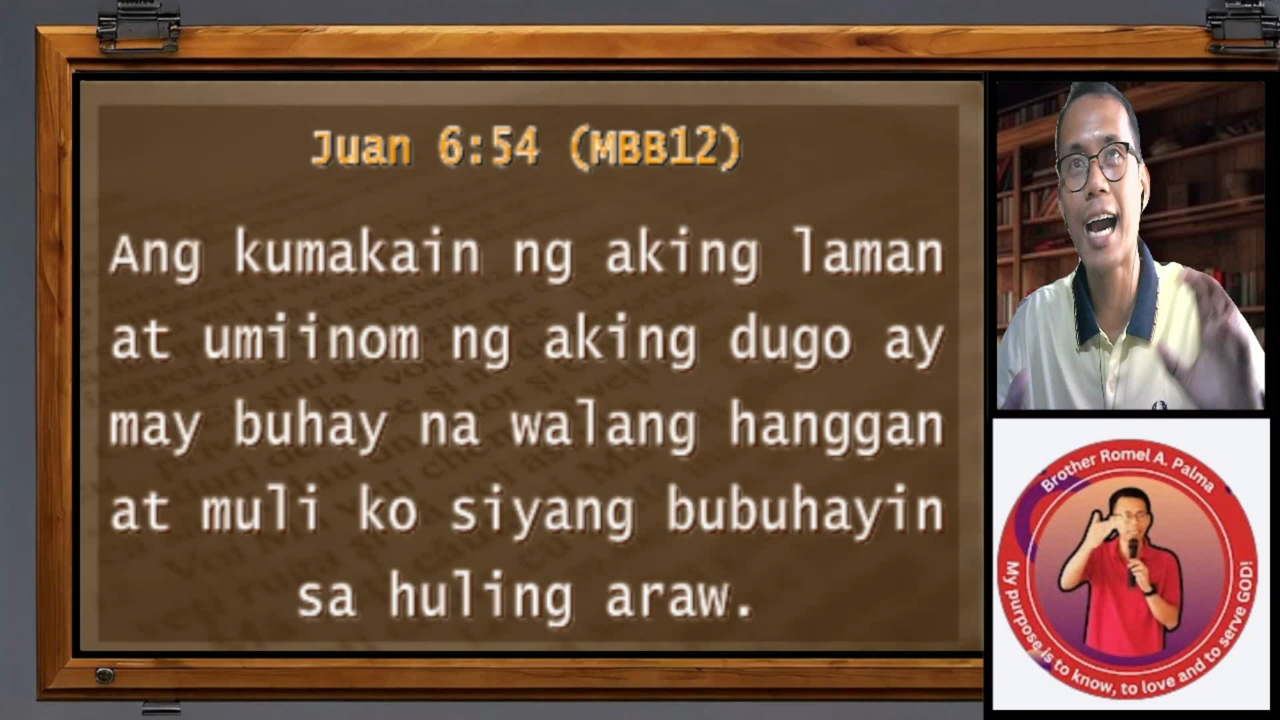 Juan 6:54 (MBB12)
Ang kumakain ng aking laman
at umiinom ng aking dugo ay
may buhay na walang hanggan
at muli ko siyang bubuhayin
sa huling araw.
Brother Romel A. Palma
My purpose is to know, to love and to serve GOD!